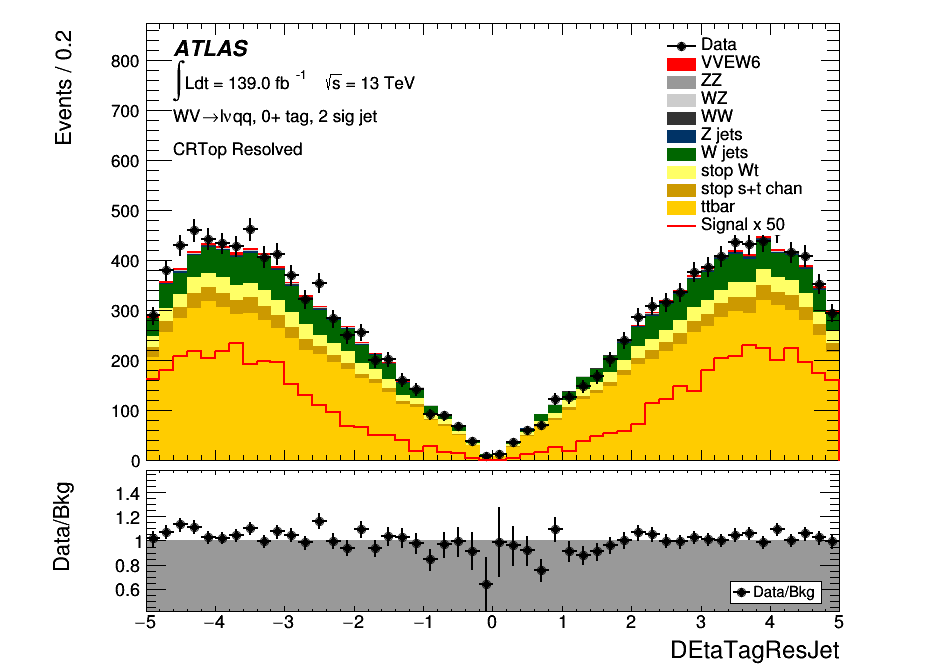 Events / 0.2
800
700
600
500
400
300
200
100
0
ATLAS
∫Ldt = 139.0 fb⁻¹ √s = 13 TeV
WV→lνqq, 0+ tag, 2 sig jet
CRTop Resolved
Data
VVEW6
ZZ
WZ
WW
Z jets
W jets
stop Wt
stop s+t chan
ttbar
Signal x 50
Data/Bkg
1.4
1.2
1
0.8
0.6
Data/Bkg
−5 −4 −3 −2 −1 0 1 2 3 4 5
DEtaTagResJet